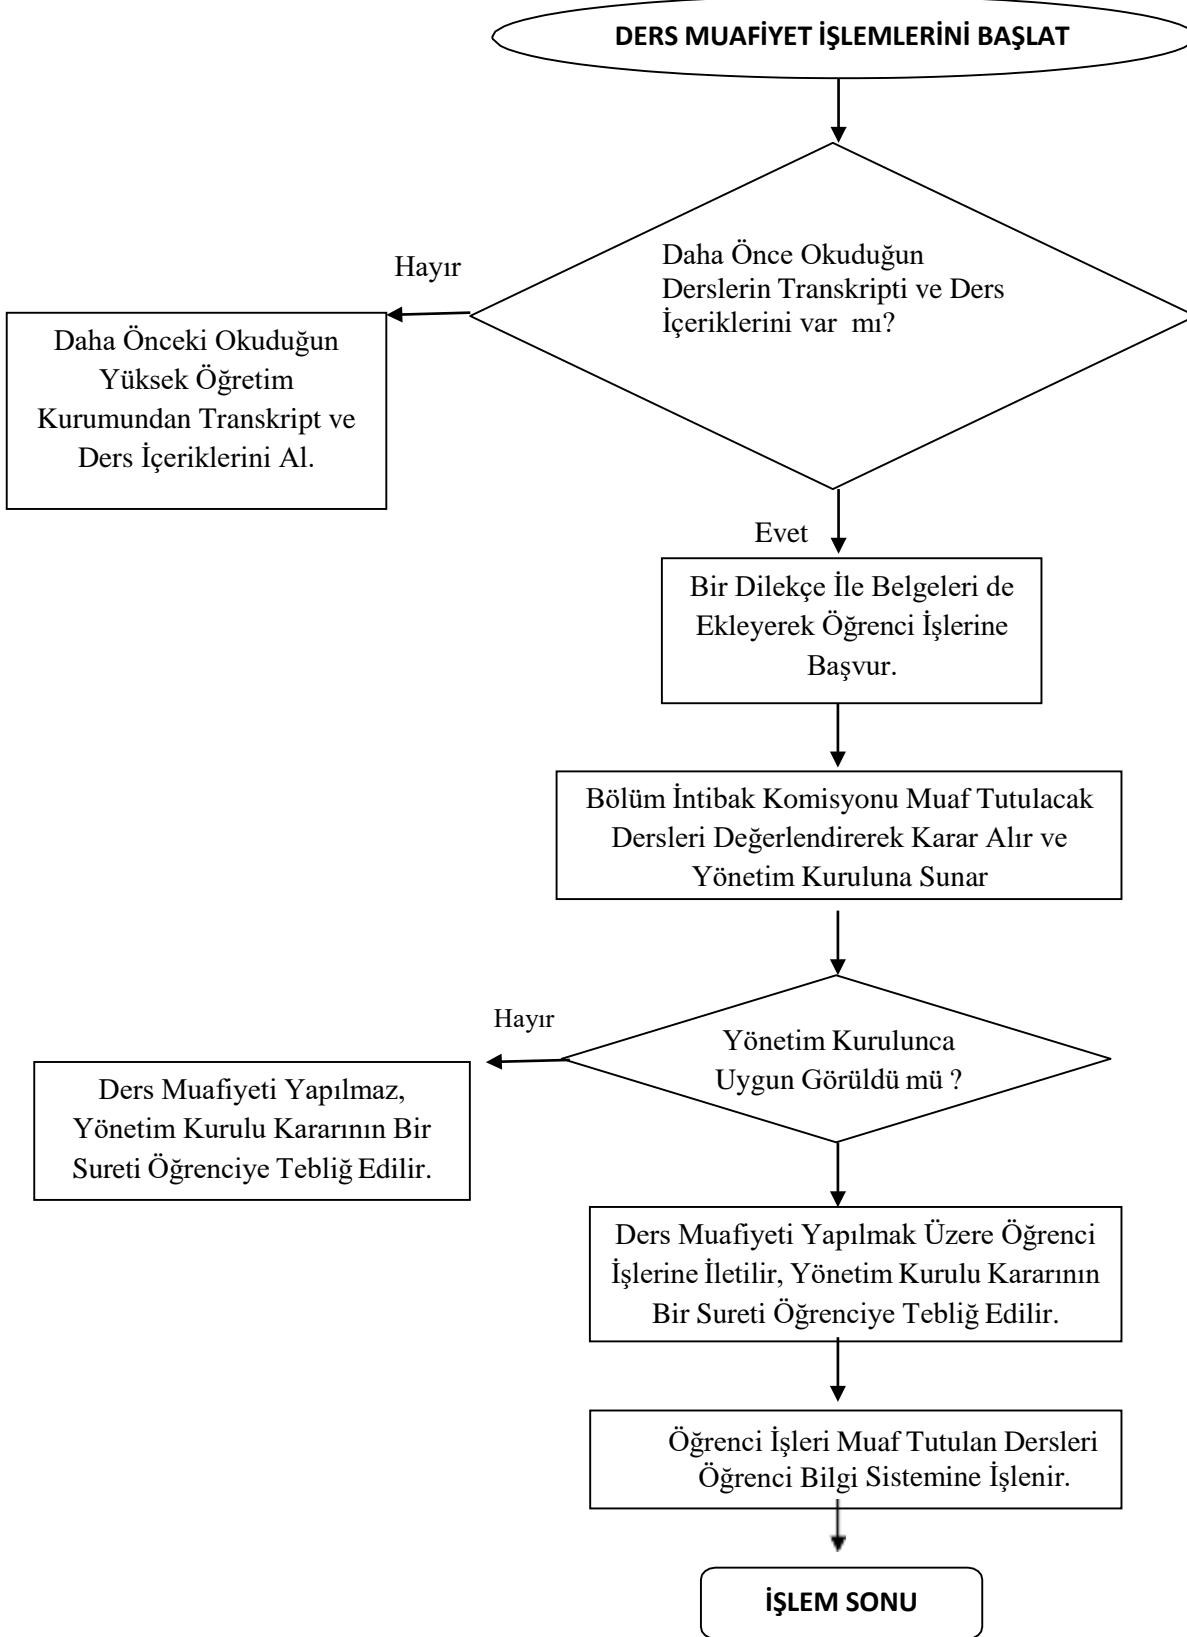 DERS MUAFİYET İŞLEMLERİNİ BAŞLAT
Daha Önce Okuduğun
Derslerin Transkripti ve Ders
İçeriklerini var mı?
Hayır
Daha Önceki Okuduğun
Yüksek Öğretim
Kurumundan Transkript ve
Ders İçeriklerini Al.
Evet
Bir Dilekçe İle Belgeleri de
Ekleyerek Öğrenci İşlerine
Başvur.
Bölüm İntibak Komisyonu Muaf Tutulacak
Dersleri Değerlendirerek Karar Alır ve
Yönetim Kuruluna Sunar
Yönetim Kurulunca
Uygun Görüldü mü ?
Hayır
Ders Muafiyeti Yapılmaz,
Yönetim Kurulu Kararının Bir
Sureti Öğrenciye Tebliğ Edilir.
Ders Muafiyeti Yapılmak Üzere Öğrenci
İşlerine İletilir, Yönetim Kurulu Kararının
Bir Sureti Öğrenciye Tebliğ Edilir.
Öğrenci İşleri Muaf Tutulan Dersleri
Öğrenci Bilgi Sistemine İşlenir.
İŞLEM SONU